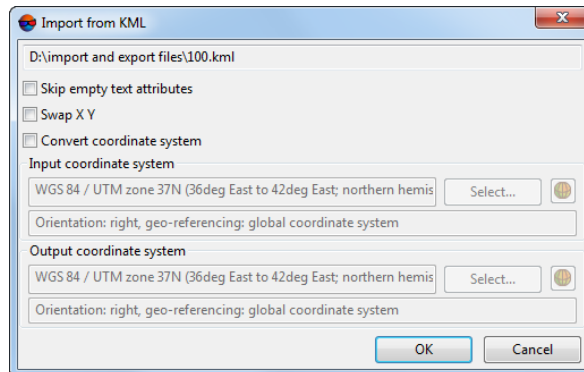 Import from KML
D:\import and export files\100.kml
Skip empty text attributes
Swap X Y
Convert coordinate system
Input coordinate system
WGS 84 / UTM zone 37N (36deg East to 42deg East; northern hemis
Select...
Orientation: right, geo-referencing: global coordinate system
Output coordinate system
WGS 84 / UTM zone 37N (36deg East to 42deg East; northern hemis
Select...
Orientation: right, geo-referencing: global coordinate system
OK Cancel